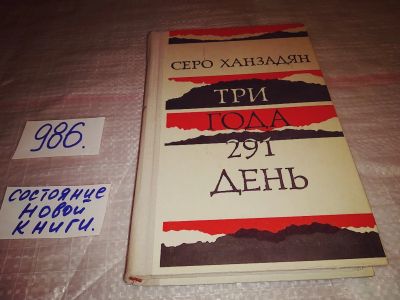 СЕРО ХАНЗАДЯН
ТРИ
ГОДА
291
ДЕНЬ
986.
состояние
новой
книги.